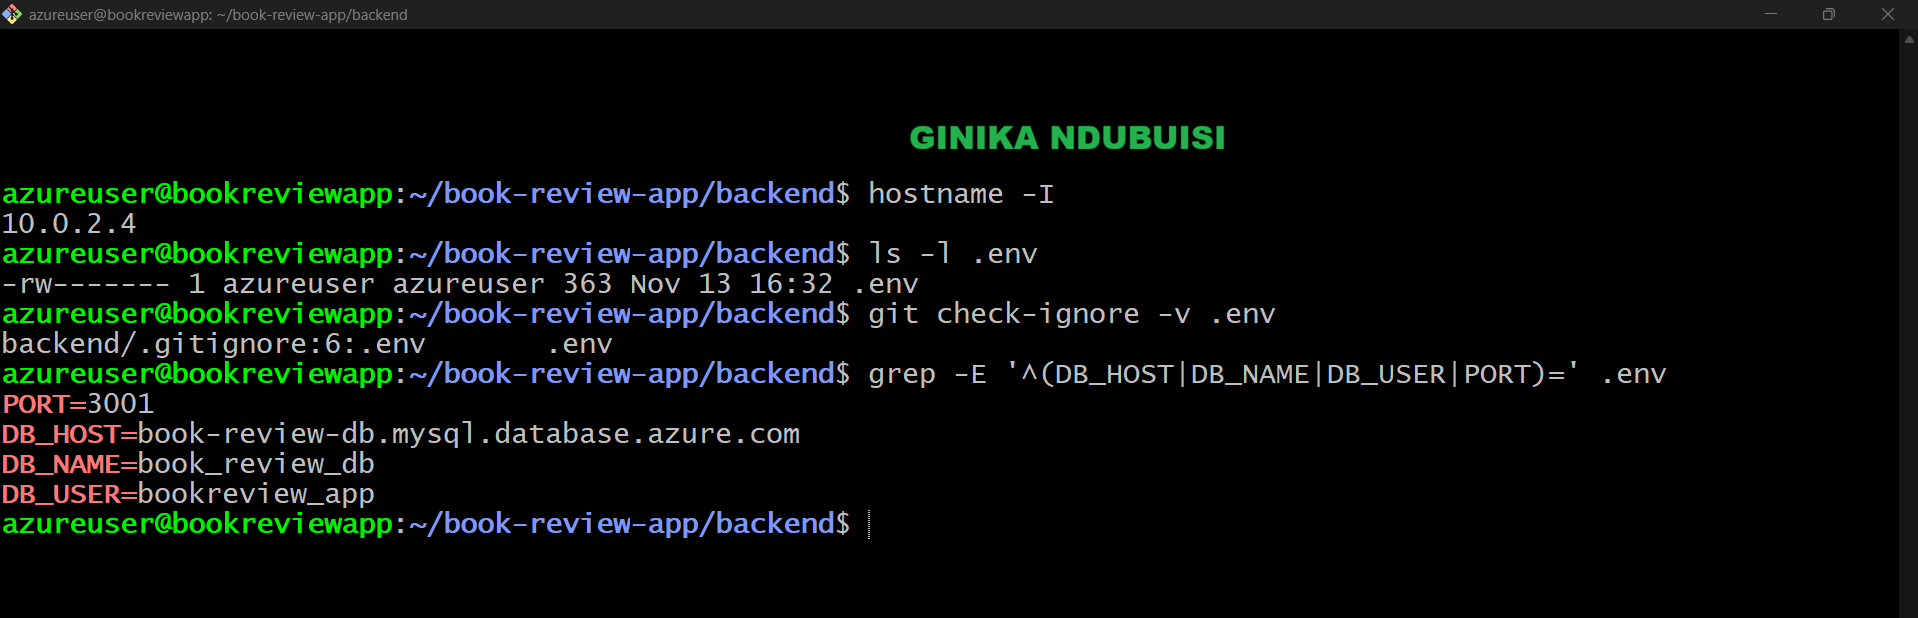 azureuser@bookreviewapp: ~/book-review-app/backend
GINIKA NDUBUISI
azureuser@bookreviewapp:~/book-review-app/backend$ hostname -I
10.0.2.4
azureuser@bookreviewapp:~/book-review-app/backend$ ls -l .env
-rw------- 1 azureuser azureuser 363 Nov 13 16:32 .env
azureuser@bookreviewapp:~/book-review-app/backend$ git check-ignore -v .env
backend/.gitignore:6:.env       .env
azureuser@bookreviewapp:~/book-review-app/backend$ grep -E '^(DB_HOST|DB_NAME|DB_USER|PORT)=' .env
PORT=3001
DB_HOST=book-review-db.mysql.database.azure.com
DB_NAME=book_review_db
DB_USER=bookreview_app
azureuser@bookreviewapp:~/book-review-app/backend$